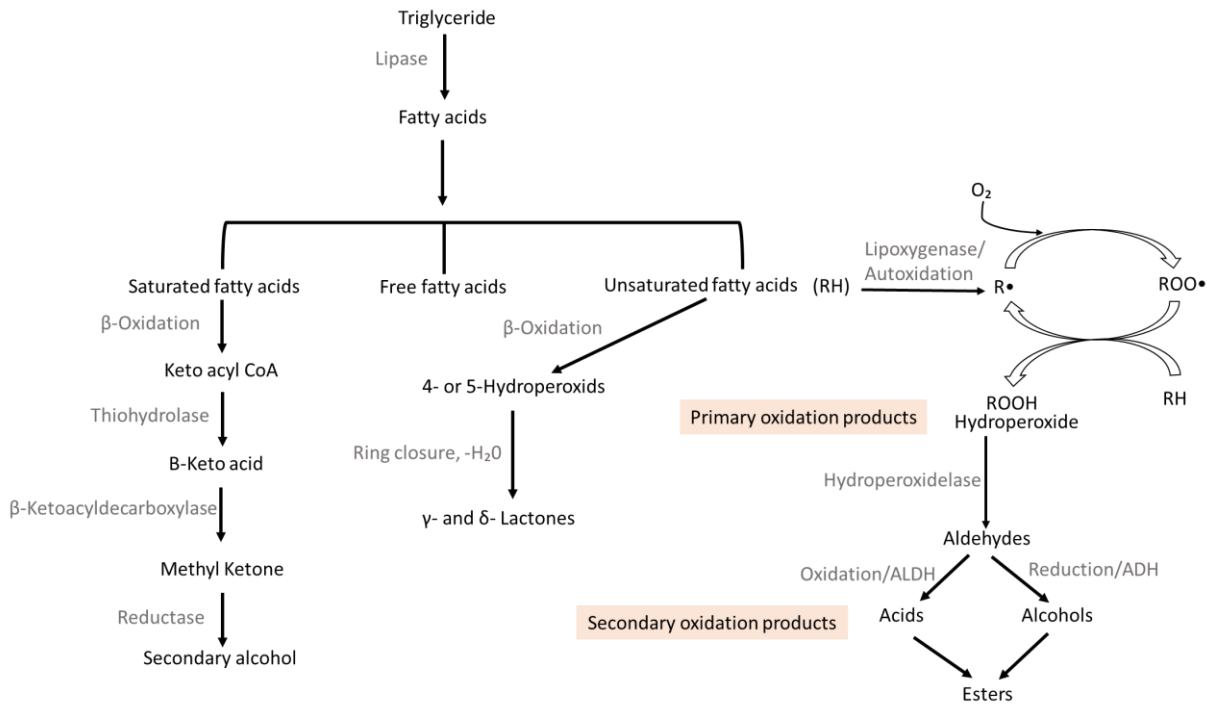 Triglyceride
Lipase
Fatty acids
O₂
Lipoxygenase/
Autoxidation
Saturated fatty acids
Free fatty acids
Unsaturated fatty acids (RH)
R•
ROO•
β-Oxidation
β-Oxidation
Keto acyl CoA
4- or 5-Hydroperoxids
ROOH
Hydroperoxide
RH
Thiohydrolase
Primary oxidation products
B-Keto acid
Ring closure, -H₂0
Hydroperoxidelase
β-Ketoacyldecarboxylase
γ- and δ- Lactones
Aldehydes
Methyl Ketone
Oxidation/ALDH
Reduction/ADH
Reductase
Secondary oxidation products
Acids
Alcohols
Secondary alcohol
Esters